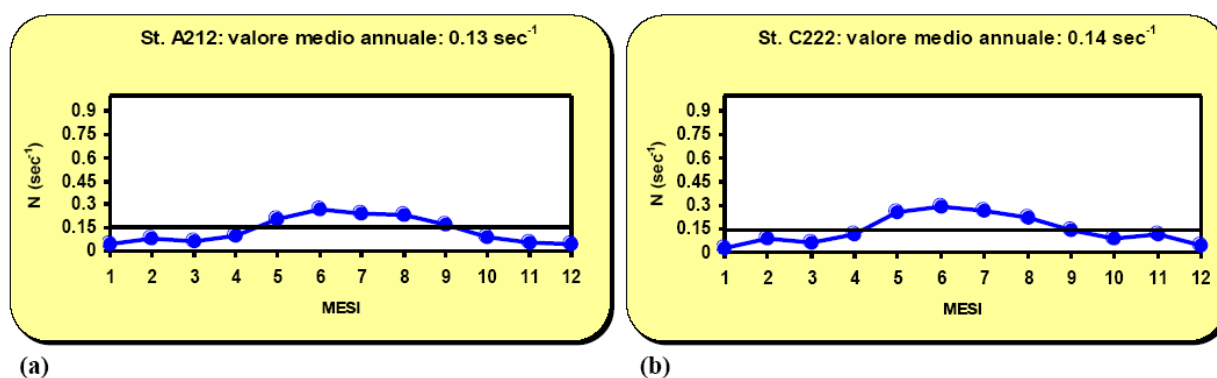 St. A212: valore medio annuale: 0.13 sec⁻¹
N (sec⁻¹)
0.9
0.75
0.6
0.45
0.3
0.15
0
1 2 3 4 5 6 7 8 9 10 11 12
MESI
(a)
St. C222: valore medio annuale: 0.14 sec⁻¹
N (sec⁻¹)
0.9
0.75
0.6
0.45
0.3
0.15
0
1 2 3 4 5 6 7 8 9 10 11 12
MESI
(b)